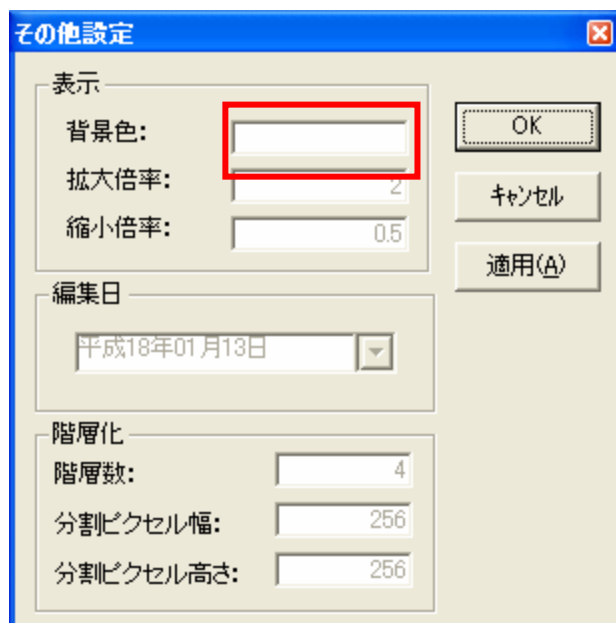 その他設定
表示
背景色:
拡大倍率: 2
縮小倍率: 0.5
OK
キャンセル
適用(A)
編集日
平成18年01月13日
階層化
階層数: 4
分割ピクセル幅: 256
分割ピクセル高さ: 256